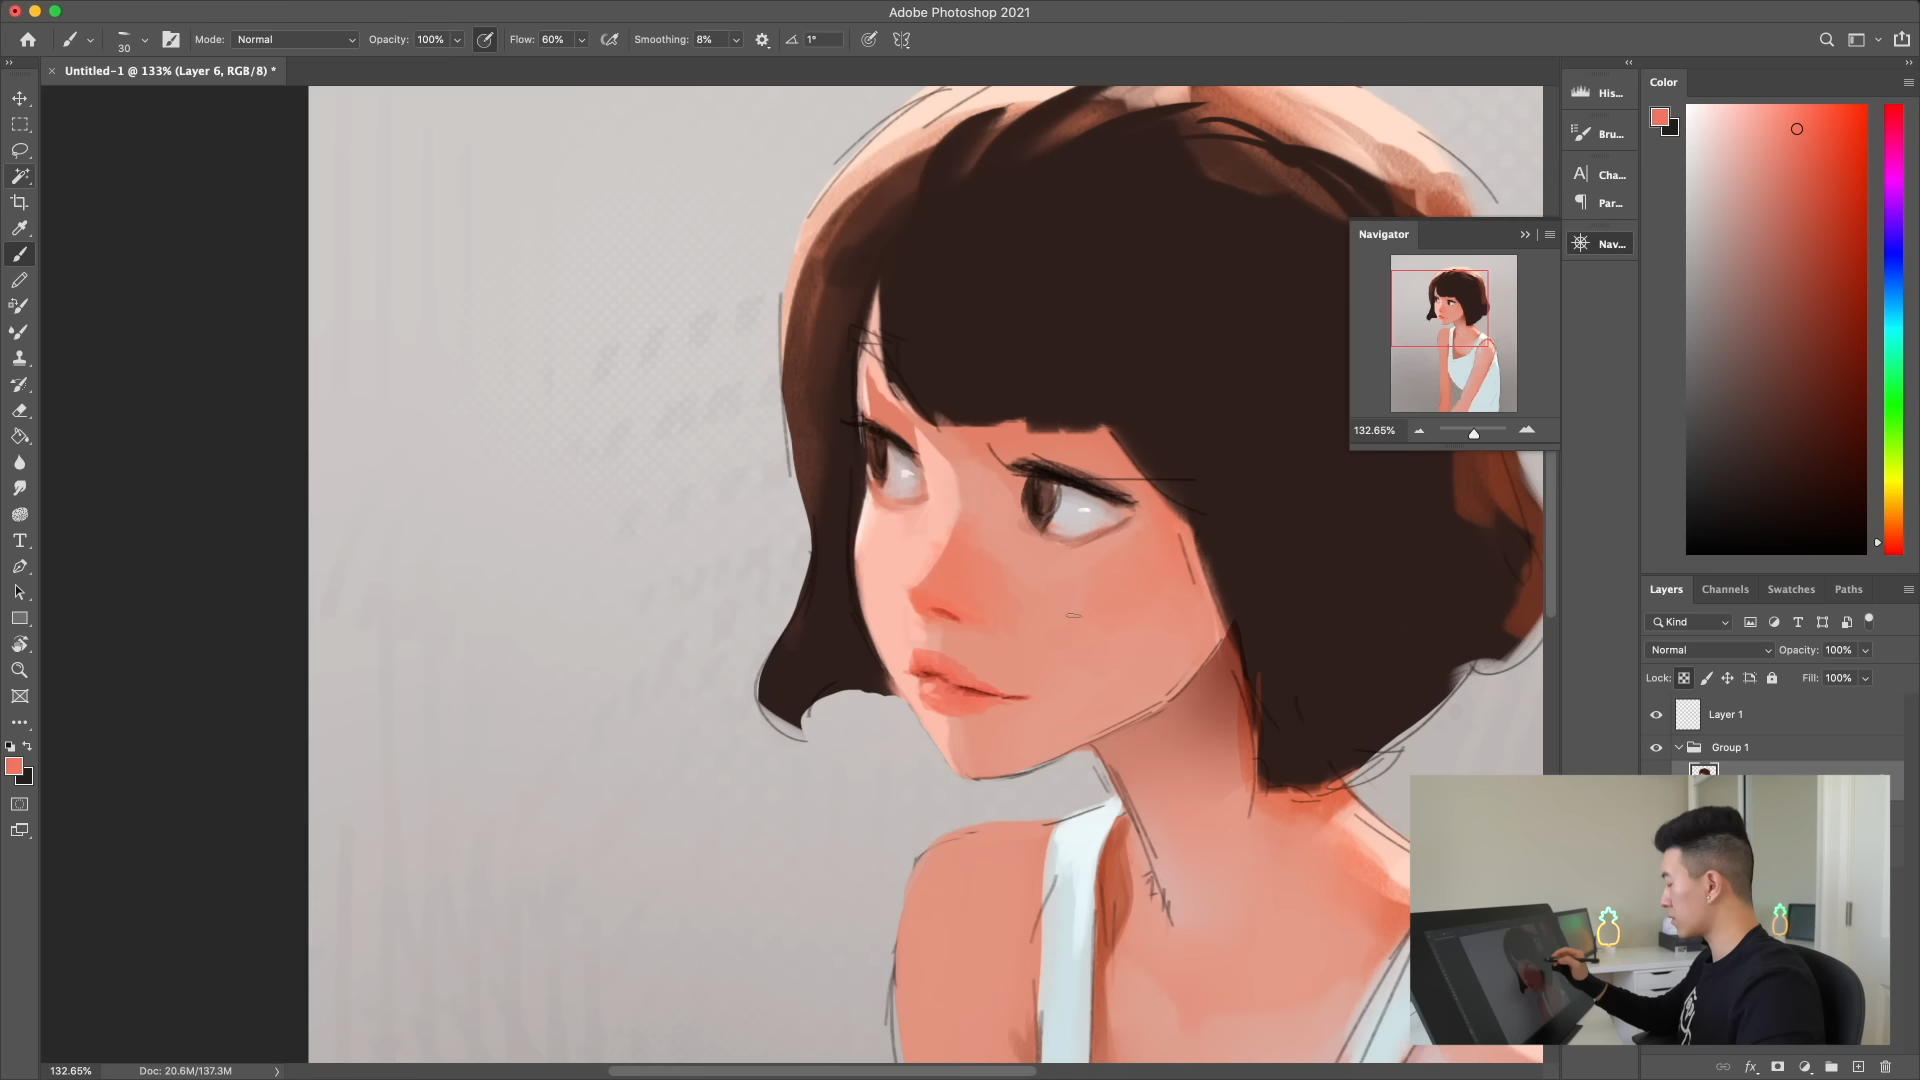 Adobe Photoshop 2021
30
Mode: Normal
Opacity: 100%
Flow: 60%
Smoothing: 8%
1°
Untitled-1 @ 133% (Layer 6, RGB/8) *
His...
Bru...
Cha...
Par...
Nav...
Navigator
132.65%
Color
Layers Channels Swatches Paths
Kind
Normal Opacity: 100%
Lock: Fill: 100%
Layer 1
Group 1
132.65% Doc: 20.6M/137.3M